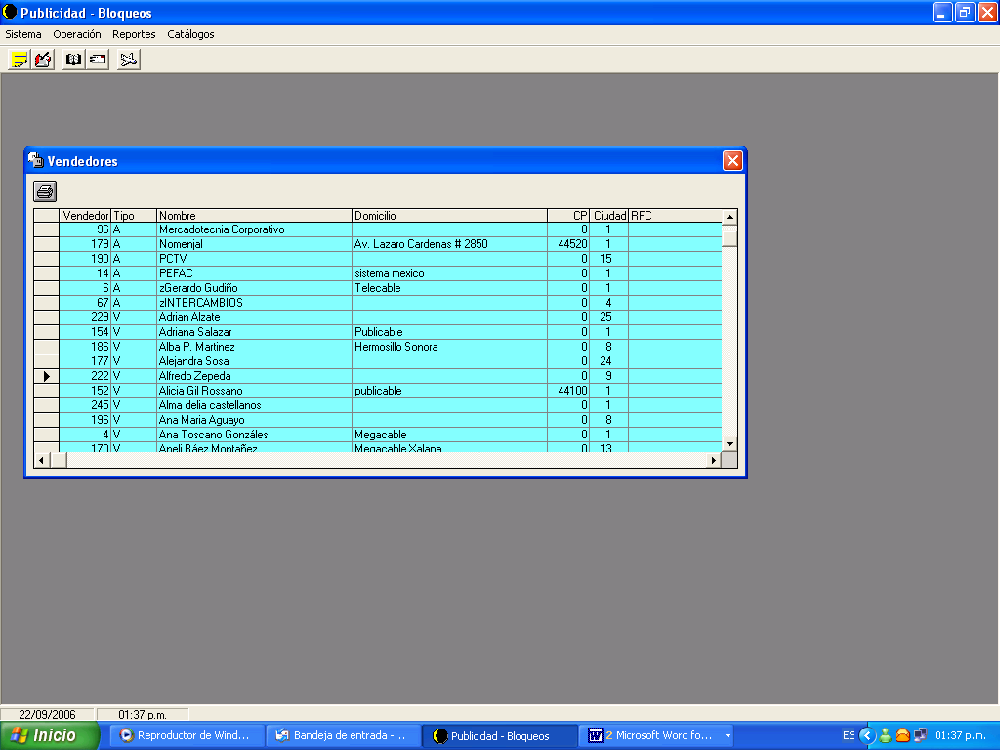 Publicidad - Bloqueos
Sistema Operación Reportes Catálogos
Vendedores
Vendedor Tipo Nombre Domicilio CP Ciudad RFC
96 A Mercadotecnia Corporativo 0 1
179 A Nomenjal Av. Lazaro Cardenas # 2850 44520 1
190 A PCTV 0 15
14 A PEFAC sistema mexico 0 1
6 A zGerardo Gudiño Telecable 0 1
67 A zINTERCAMBIOS 0 4
229 V Adrian Alzate 0 25
154 V Adriana Salazar Publicable 0 1
186 V Alba P. Martinez Hermosillo Sonora 0 8
177 V Alejandra Sosa 0 24
222 V Alfredo Zepeda 0 9
152 V Alicia Gil Rossano publicable 44100 1
245 V Alma delia castellanos 0 1
196 V Ana Maria Aguayo 0 8
4 V Ana Toscano Gonzáles Megacable 0 1
170 V Aneli Báez Montañez Megacable Xalapa 0 13
22/09/2006 01:37 p.m.
Inicio Reproductor de Wind... Bandeja de entrada -... Publicidad - Bloqueos 2 Microsoft Word fo... ES 01:37 p.m.